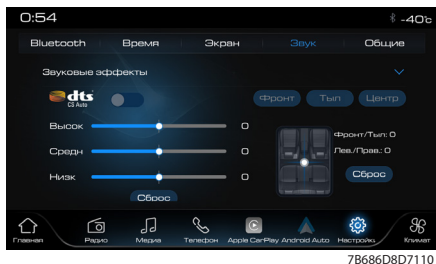 0:54 -40°c
Bluetooth Время Экран Звук Общие
Звуковые эффекты
dts CS Auto Фронт Тыл Центр
Высок 0
Средн 0
Низк 0
Сброс
Фронт/Тыл: 0
Лев./Прав.: 0
Сброс
Главная Радио Медиа Телефон Apple CarPlay Android Auto Настройки Климат
7B686D8D7110